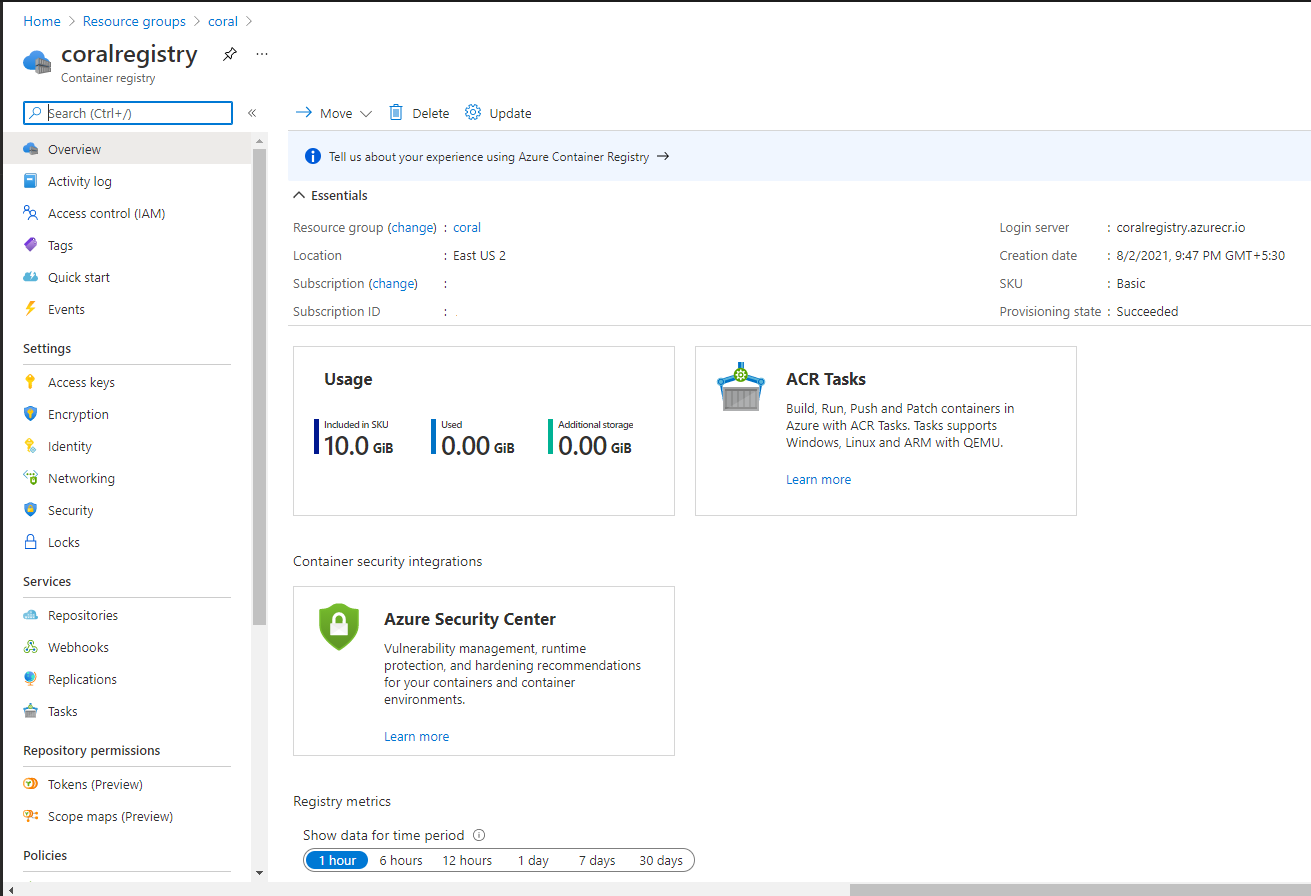 Home > Resource groups > coral >
coralregistry
...
Container registry
Search (Ctrl+/)
«
Overview
Activity log
Access control (IAM)
Tags
Quick start
Events
Settings
Access keys
Encryption
Identity
Networking
Security
Locks
Services
Repositories
Webhooks
Replications
Tasks
Repository permissions
Tokens (Preview)
Scope maps (Preview)
Policies
Move Delete Update
Tell us about your experience using Azure Container Registry →
Essentials
Resource group (change) : coral
Location : East US 2
Subscription (change) :
Subscription ID :
Login server : coralregistry.azurecr.io
Creation date : 8/2/2021, 9:47 PM GMT+5:30
SKU : Basic
Provisioning state : Succeeded
Usage
Included in SKU
10.0 GiB
Used
0.00 GiB
Additional storage
0.00 GiB
ACR Tasks
Build, Run, Push and Patch containers in
Azure with ACR Tasks. Tasks supports
Windows, Linux and ARM with QEMU.
Learn more
Container security integrations
Azure Security Center
Vulnerability management, runtime
protection, and hardening recommendations
for your containers and container
environments.
Learn more
Registry metrics
Show data for time period
1 hour 6 hours 12 hours 1 day 7 days 30 days